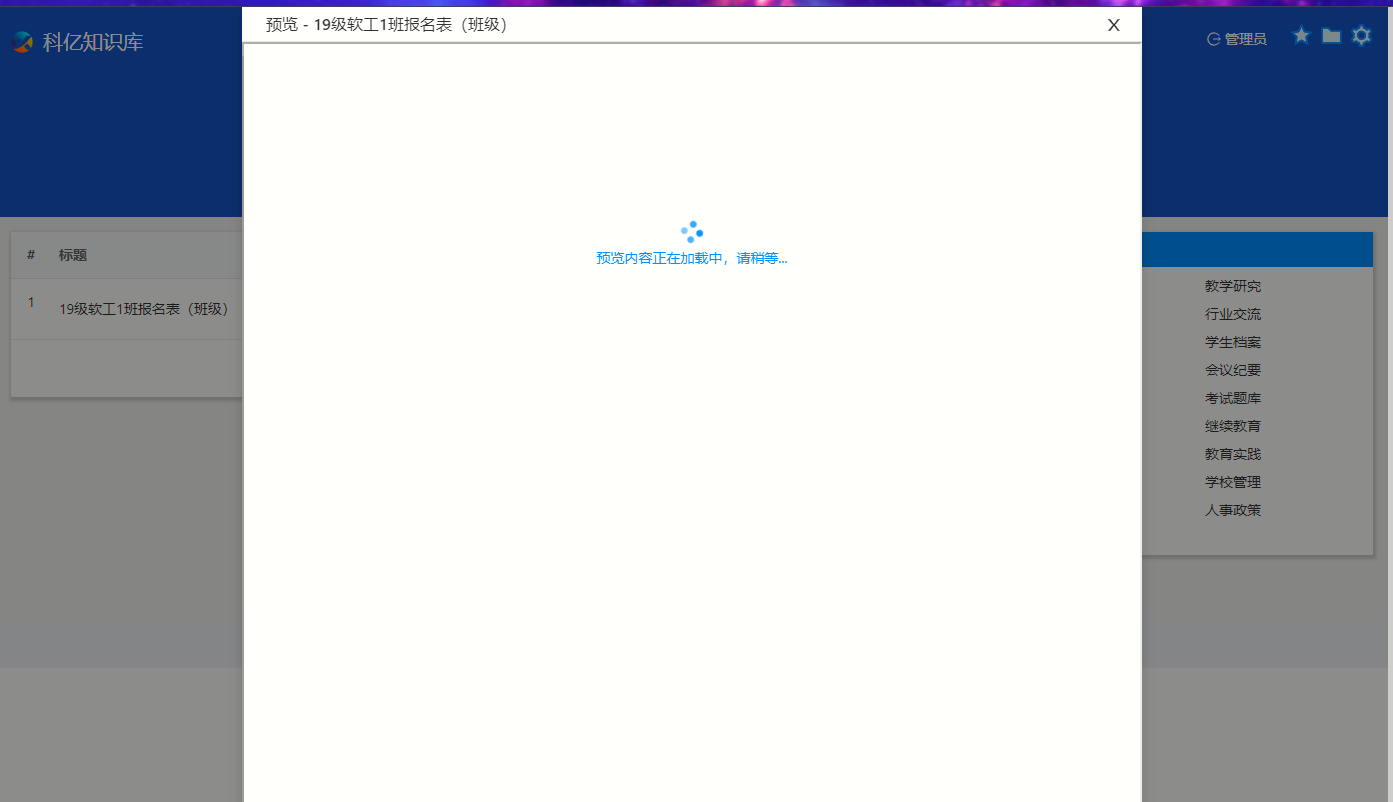 预览 - 19级软工1班报名表（班级）
X
科亿知识库
管理员
# 标题
1 19级软工1班报名表（班级）
预览内容正在加载中，请稍等...
教学研究
行业交流
学生档案
会议纪要
考试题库
继续教育
教育实践
学校管理
人事政策